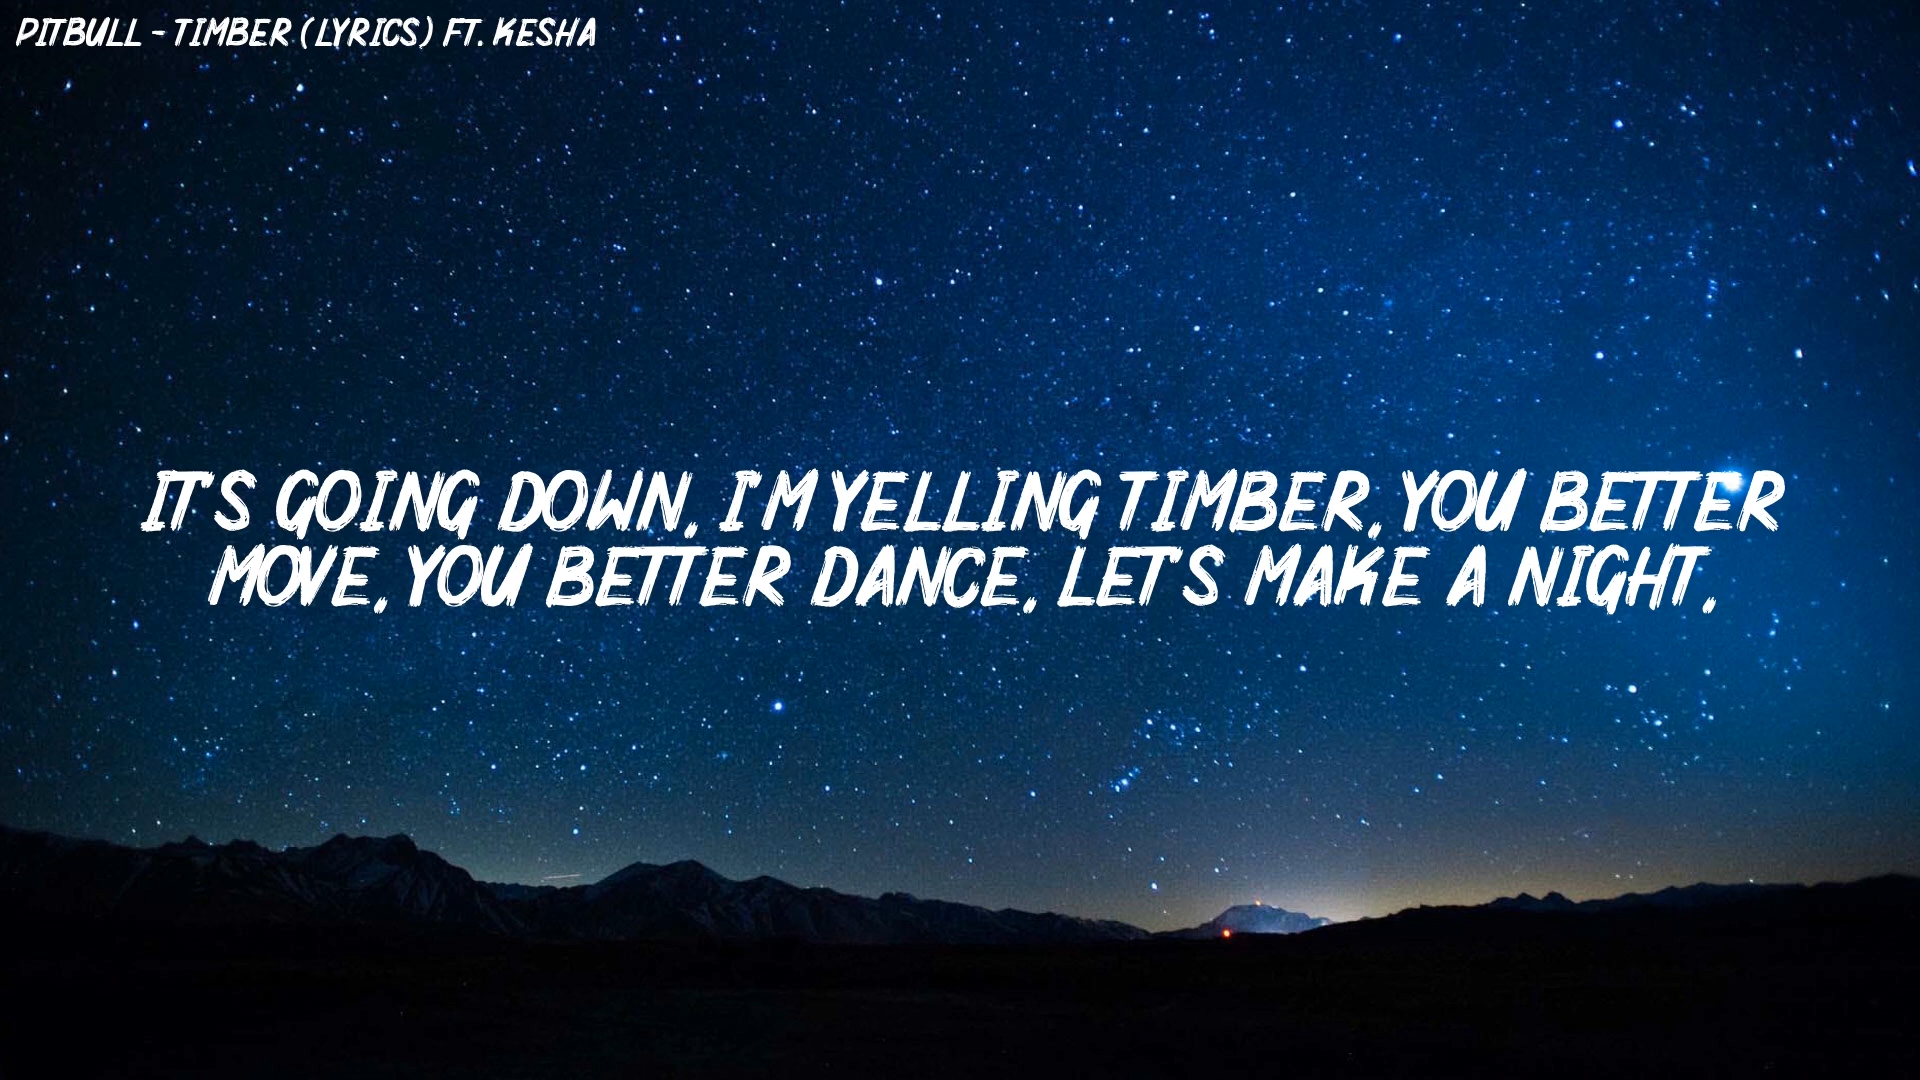 PITBULL - TIMBER (LYRICS) FT. KESHA
IT'S GOING DOWN, I'M YELLING TIMBER, YOU BETTER
MOVE, YOU BETTER DANCE, LET'S MAKE A NIGHT,